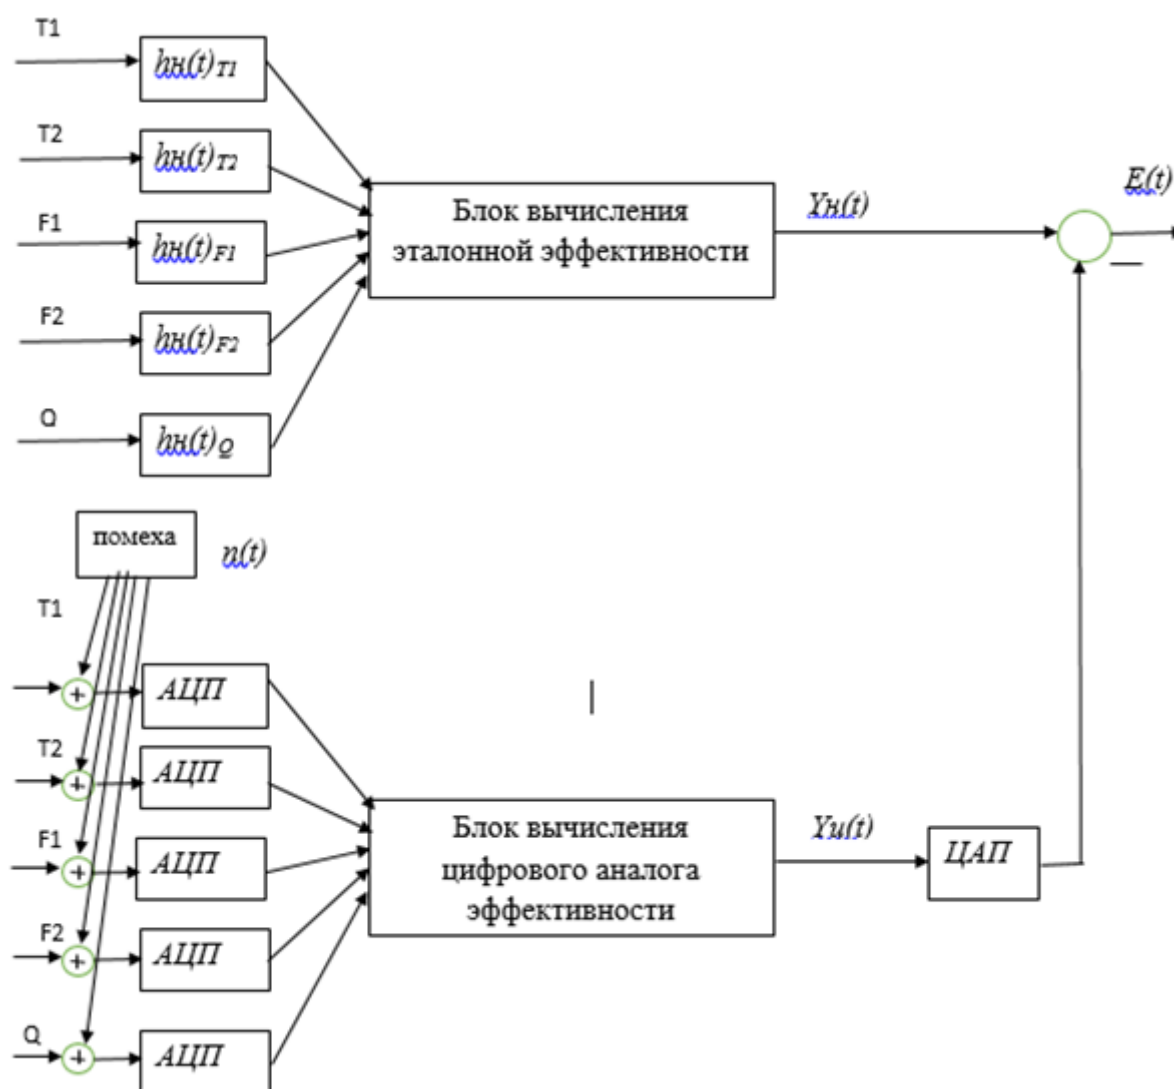 T1
hн(t)T1
T2
hн(t)T2
F1
hн(t)F1
F2
hн(t)F2
Q
hн(t)Q
Блок вычисления
эталонной эффективности
Yн(t)
E(t)
—
помеха
n(t)
T1
+
АЦП
T2
+
АЦП
F1
+
АЦП
F2
+
АЦП
Q
+
АЦП
Блок вычисления
цифрового аналога
эффективности
Yu(t)
ЦАП